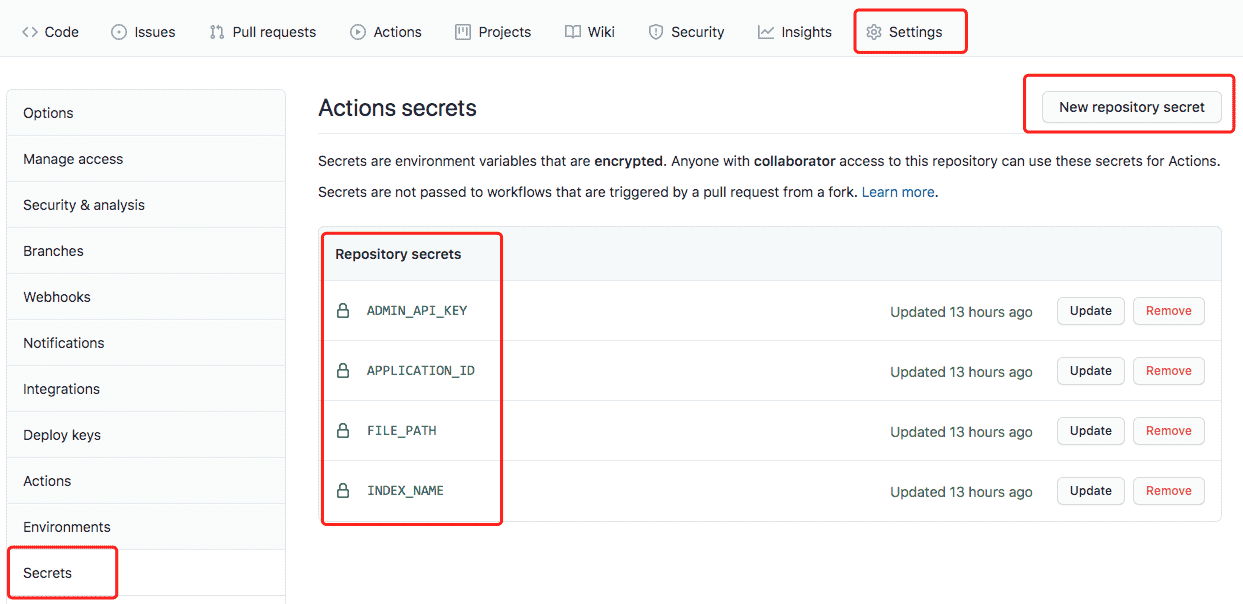 Code Issues Pull requests Actions Projects Wiki Security Insights Settings
Options
Manage access
Security & analysis
Branches
Webhooks
Notifications
Integrations
Deploy keys
Actions
Environments
Secrets
Actions secrets
New repository secret
Secrets are environment variables that are encrypted. Anyone with collaborator access to this repository can use these secrets for Actions.
Secrets are not passed to workflows that are triggered by a pull request from a fork. Learn more.
Repository secrets
ADMIN_API_KEY Updated 13 hours ago Update Remove
APPLICATION_ID Updated 13 hours ago Update Remove
FILE_PATH Updated 13 hours ago Update Remove
INDEX_NAME Updated 13 hours ago Update Remove